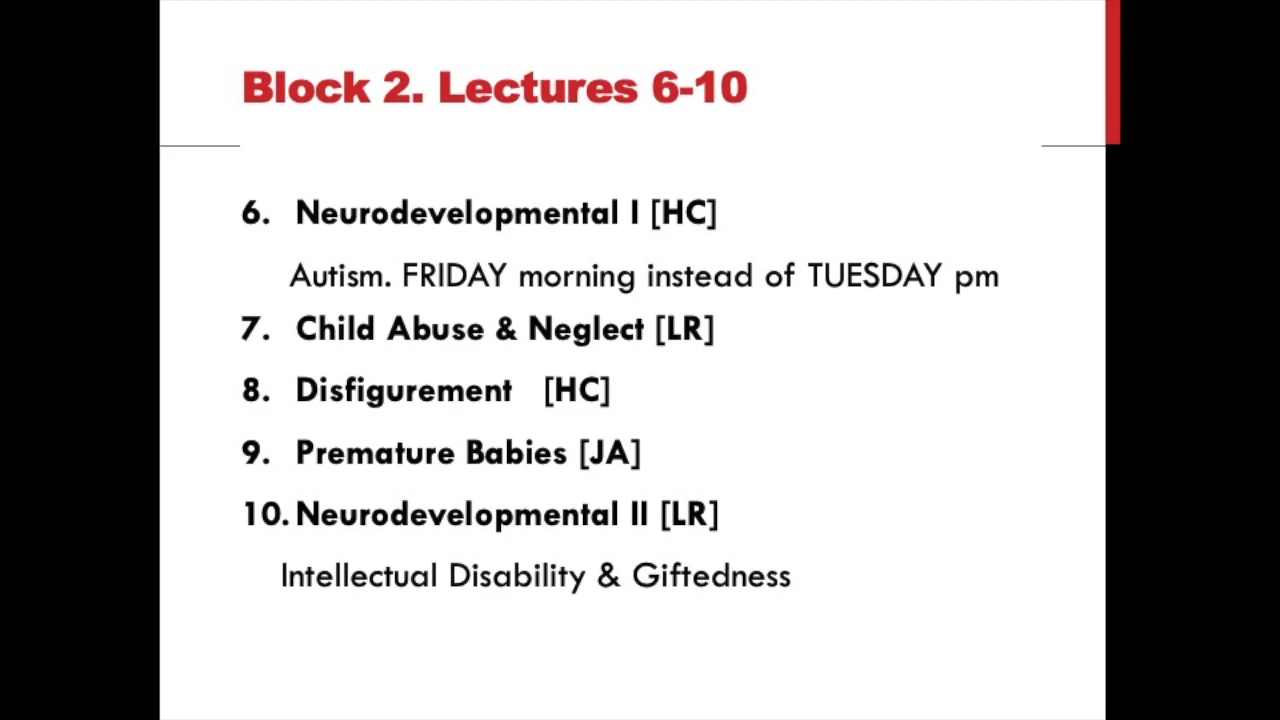 Block 2. Lectures 6-10
6. Neurodevelopmental I [HC]
Autism. FRIDAY morning instead of TUESDAY pm
7. Child Abuse & Neglect [LR]
8. Disfigurement [HC]
9. Premature Babies [JA]
10. Neurodevelopmental II [LR]
Intellectual Disability & Giftedness